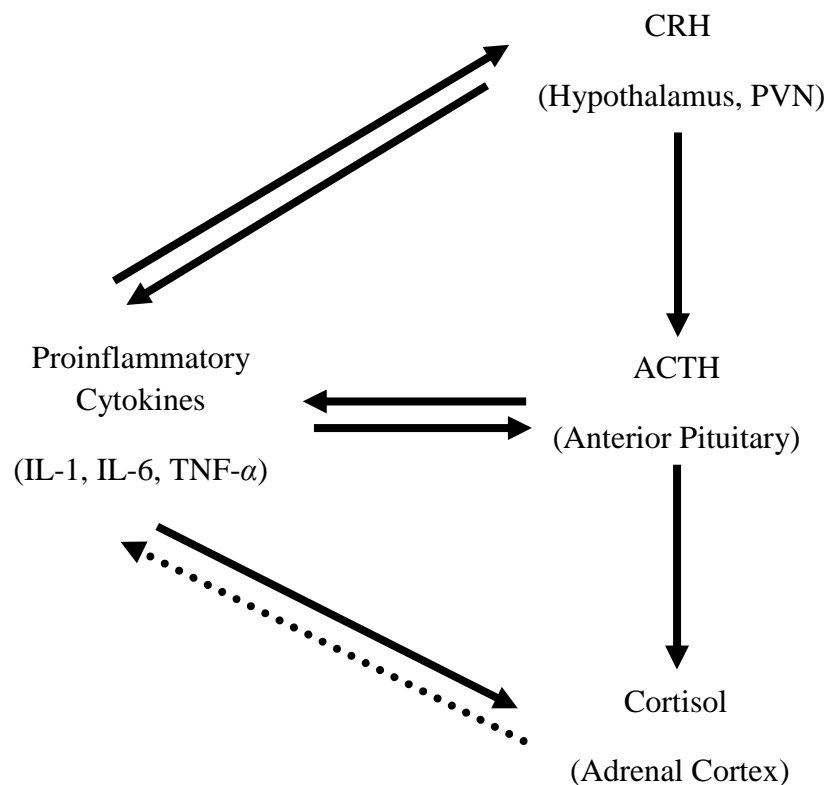 CRH
(Hypothalamus, PVN)
Proinflammatory
Cytokines
(IL-1, IL-6, TNF-α)
ACTH
(Anterior Pituitary)
Cortisol
(Adrenal Cortex)